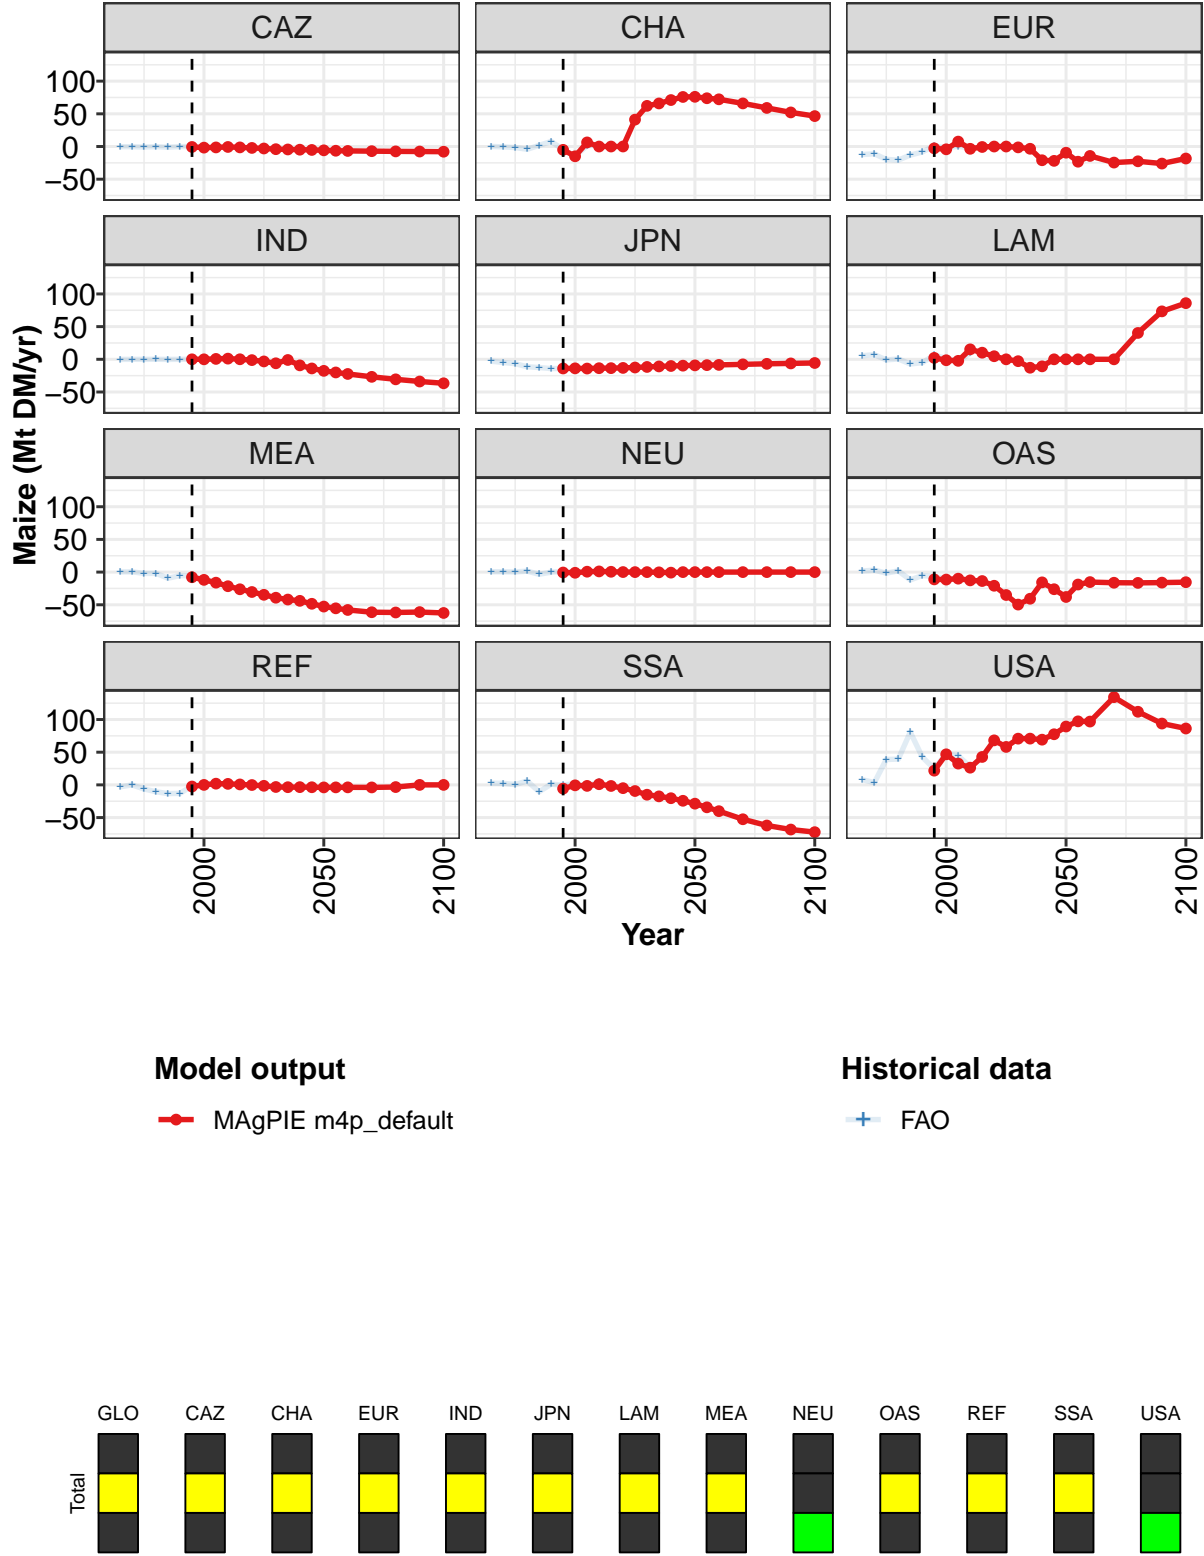 CAZ CHA EUR
100
50
0
−50
IND JPN LAM
100
50
0
−50
MEA NEU OAS
100
50
0
−50
REF SSA USA
100
50
0
−50
Maize (Mt DM/yr)
2000 2050 2100 2000 2050 2100 2000 2050 2100
Year
Model output Historical data
MAgPIE m4p_default FAO
GLO CAZ CHA EUR IND JPN LAM MEA NEU OAS REF SSA USA
Total